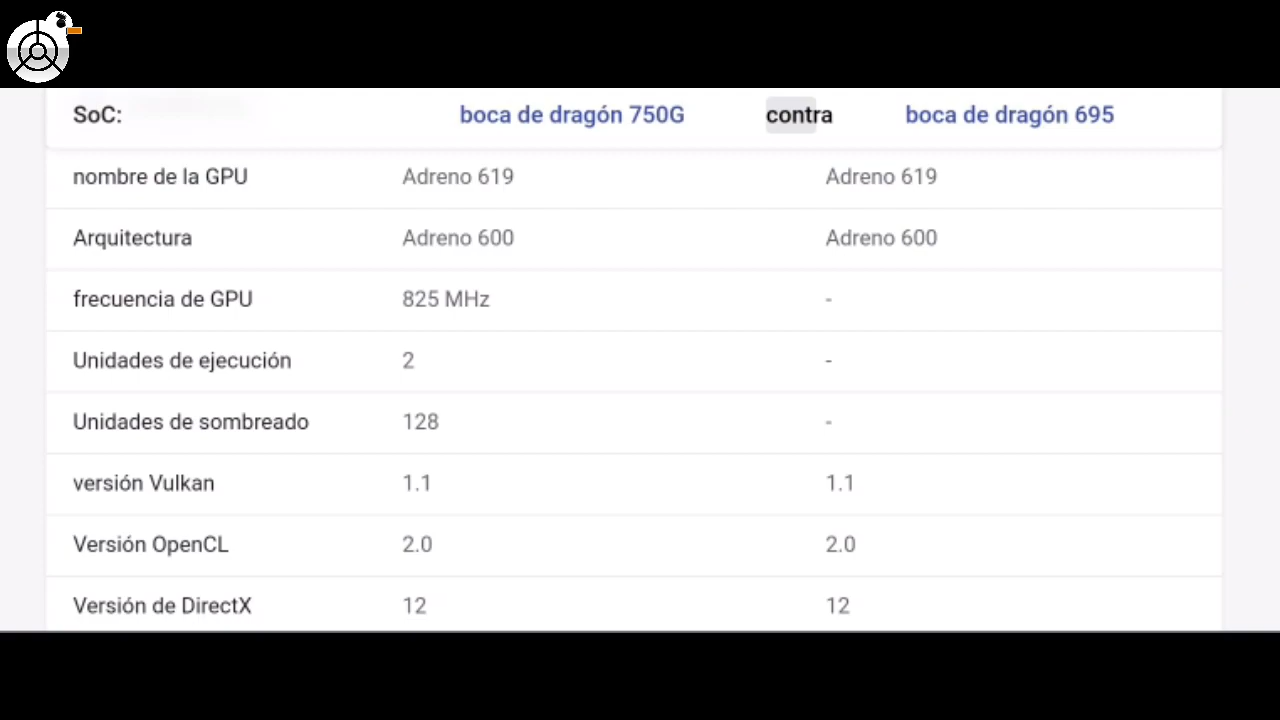 SoC: boca de dragón 750G contra boca de dragón 695
nombre de la GPU Adreno 619 Adreno 619
Arquitectura Adreno 600 Adreno 600
frecuencia de GPU 825 MHz -
Unidades de ejecución 2 -
Unidades de sombreado 128 -
versión Vulkan 1.1 1.1
Versión OpenCL 2.0 2.0
Versión de DirectX 12 12